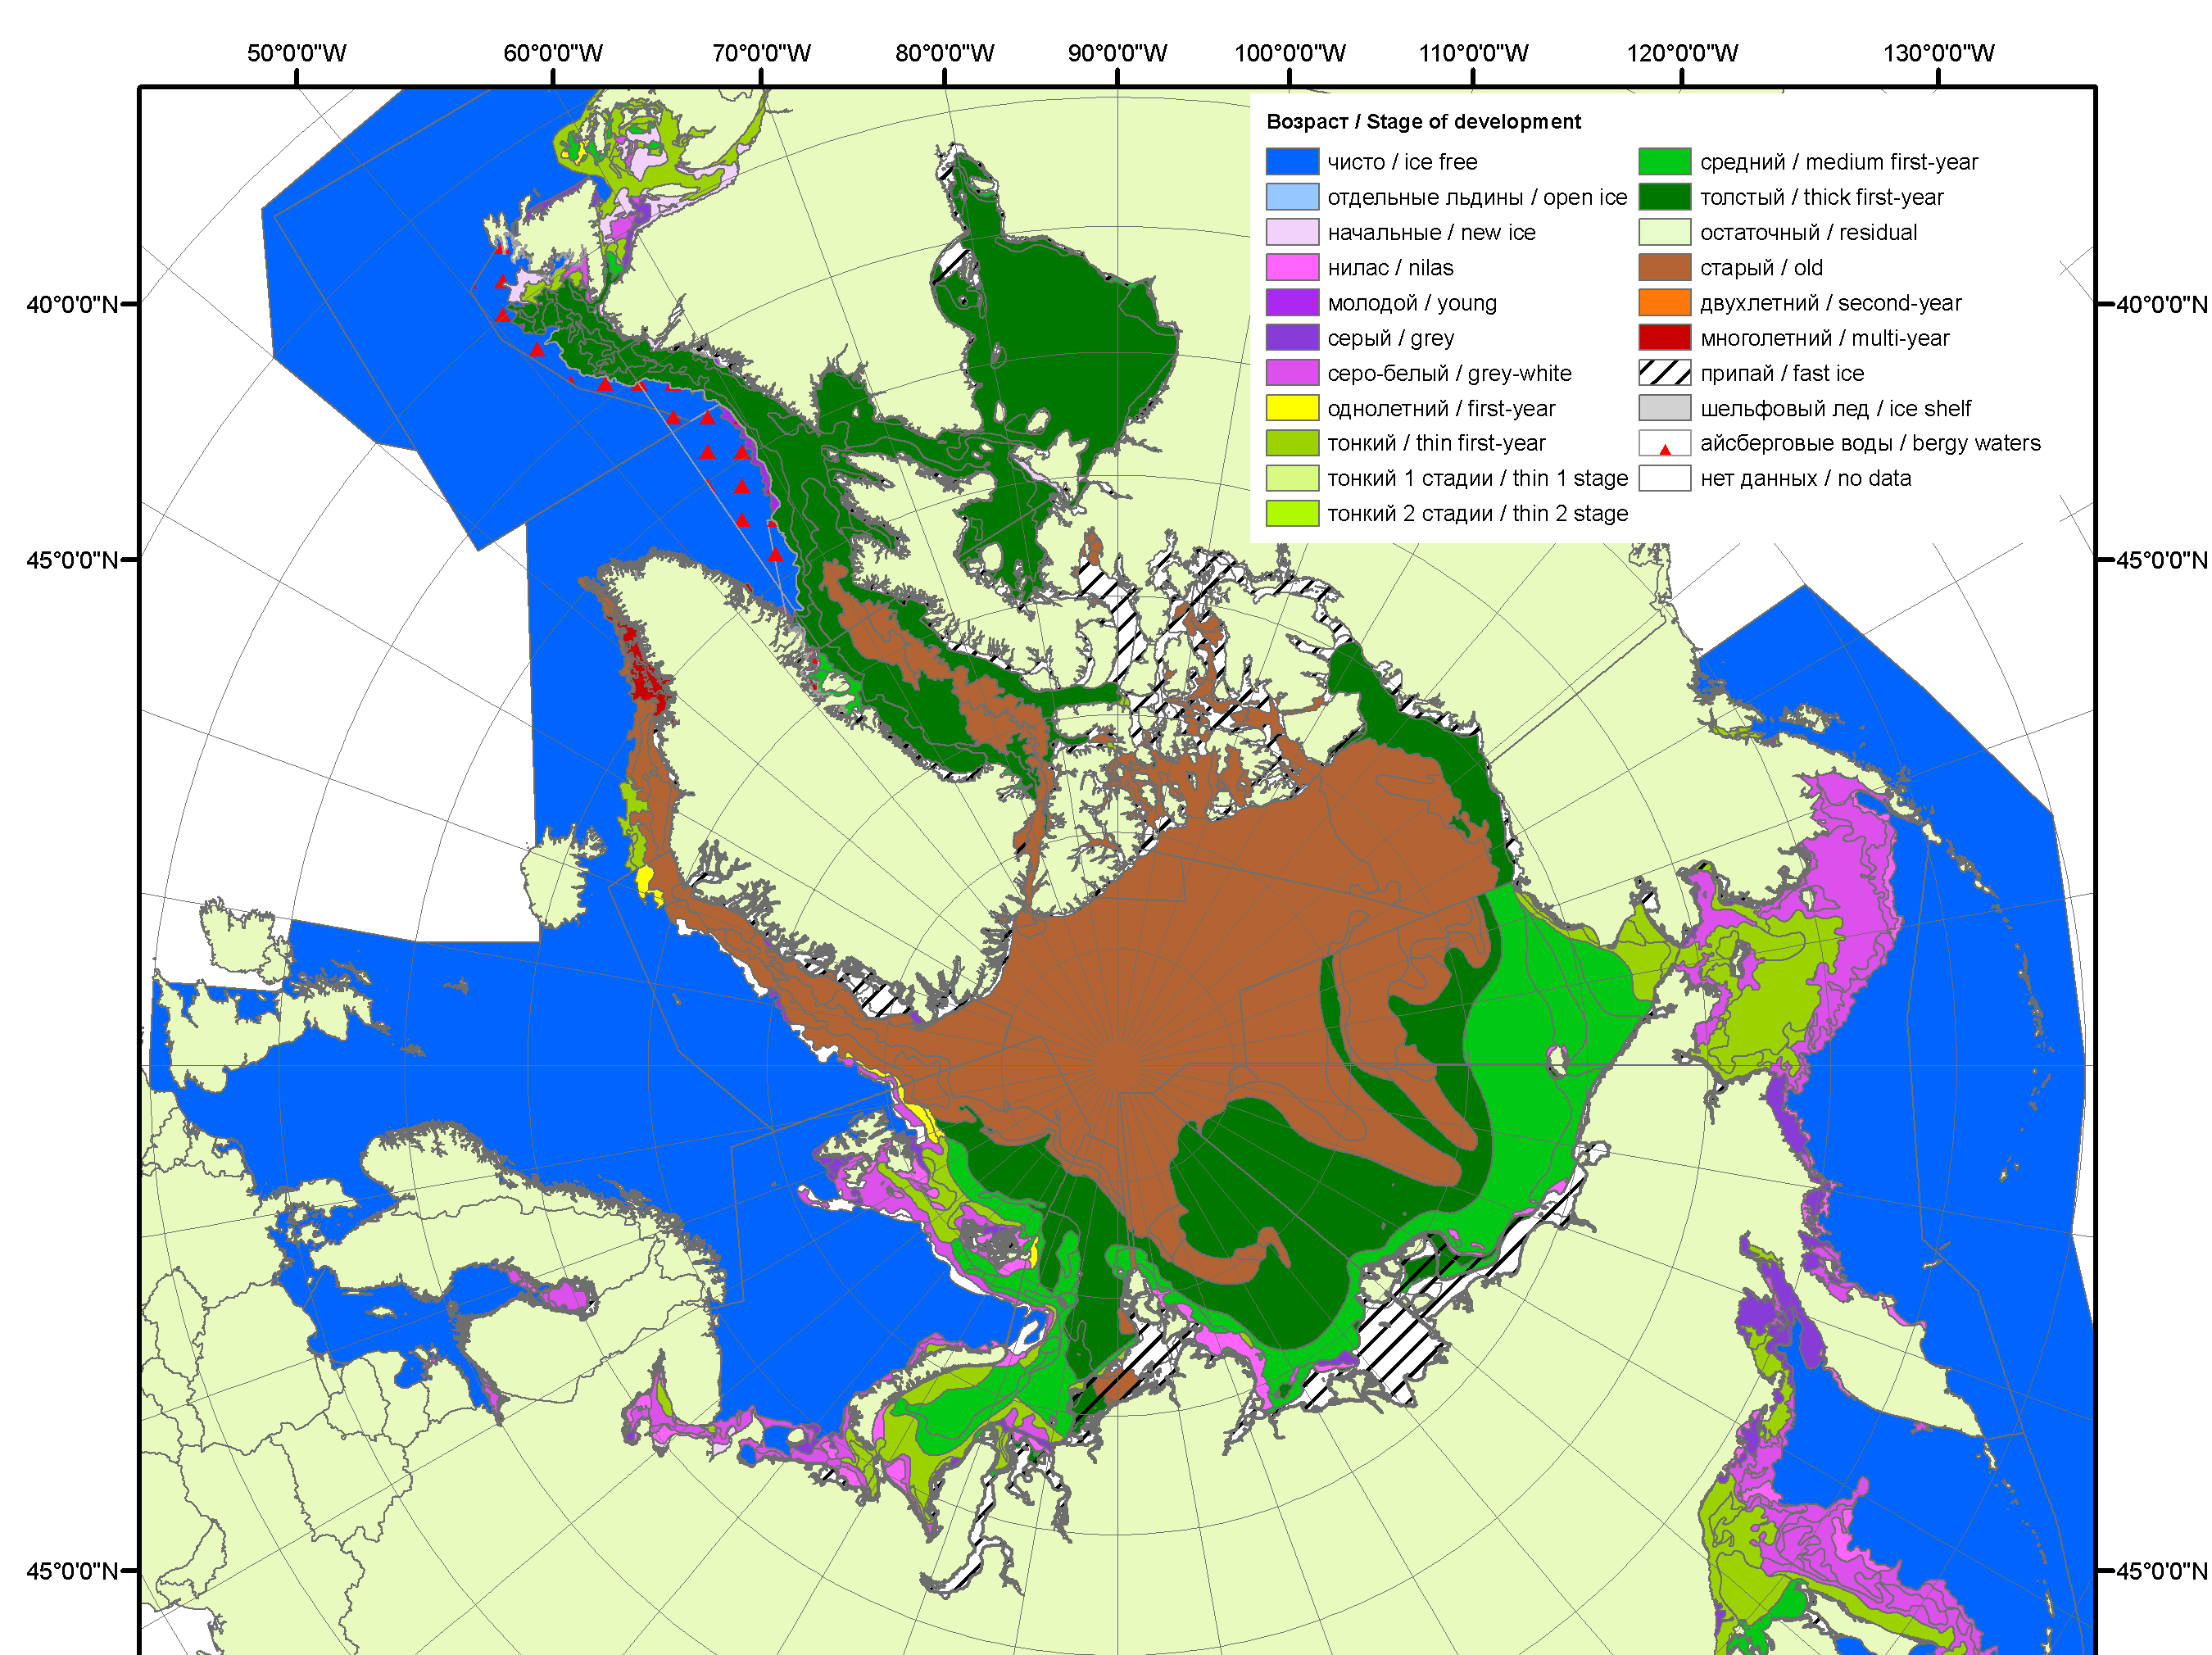 50°0'0"W 60°0'0"W 70°0'0"W 80°0'0"W 90°0'0"W 100°0'0"W 110°0'0"W 120°0'0"W 130°0'0"W
Возраст / Stage of development
чисто / ice free
отдельные льдины / open ice
начальные / new ice
нилас / nilas
молодой / young
серый / grey
серо-белый / grey-white
однолетний / first-year
тонкий / thin first-year
тонкий 1 стадии / thin 1 stage
тонкий 2 стадии / thin 2 stage
средний / medium first-year
толстый / thick first-year
остаточный / residual
старый / old
двухлетний / second-year
многолетний / multi-year
припай / fast ice
шельфовый лед / ice shelf
айсберговые воды / bergy waters
нет данных / no data
40°0'0"N 40°0'0"N
45°0'0"N 45°0'0"N
45°0'0"N 45°0'0"N